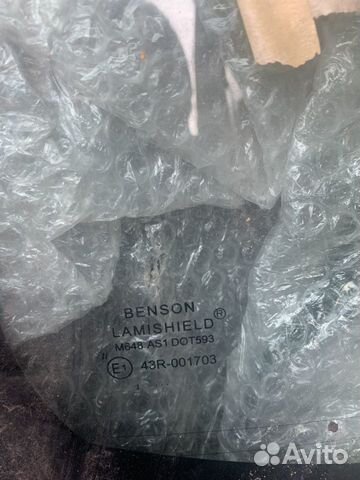 BENSON
LAMISHIELD®
M648 AS1 DOT593
E1 43R-001703
Avito